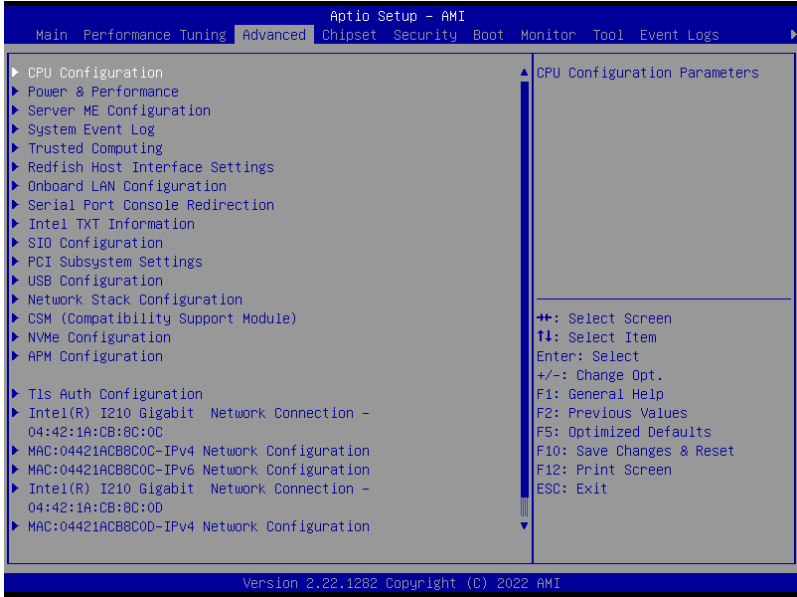 Aptio Setup - AMI
Main Performance Tuning Advanced Chipset Security Boot Monitor Tool Event Logs
CPU Configuration
Power & Performance
Server ME Configuration
System Event Log
Trusted Computing
Redfish Host Interface Settings
Onboard LAN Configuration
Serial Port Console Redirection
Intel TXT Information
SIO Configuration
PCI Subsystem Settings
USB Configuration
Network Stack Configuration
CSM (Compatibility Support Module)
NVMe Configuration
APM Configuration
Tls Auth Configuration
Intel(R) I210 Gigabit  Network Connection -
04:42:1A:CB:8C:0C
MAC:04421ACB8C0C-IPv4 Network Configuration
MAC:04421ACB8C0C-IPv6 Network Configuration
Intel(R) I210 Gigabit  Network Connection -
04:42:1A:CB:8C:0D
MAC:04421ACB8C0D-IPv4 Network Configuration
CPU Configuration Parameters
→←: Select Screen
↑↓: Select Item
Enter: Select
+/-: Change Opt.
F1: General Help
F2: Previous Values
F5: Optimized Defaults
F10: Save Changes & Reset
F12: Print Screen
ESC: Exit
Version 2.22.1282 Copyright (C) 2022 AMI